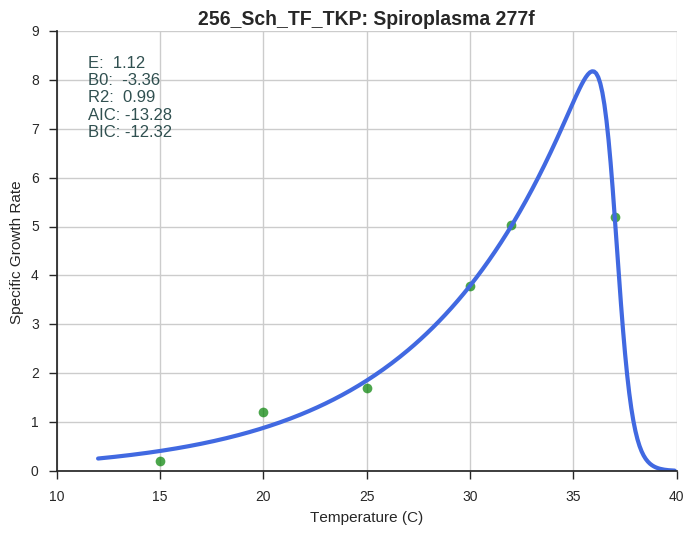 256_Sch_TF_TKP: Spiroplasma 277f
E: 1.12
B0: -3.36
R2: 0.99
AIC: -13.28
BIC: -12.32
Specific Growth Rate
9
8
7
6
5
4
3
2
1
0
10 15 20 25 30 35 40
Temperature (C)